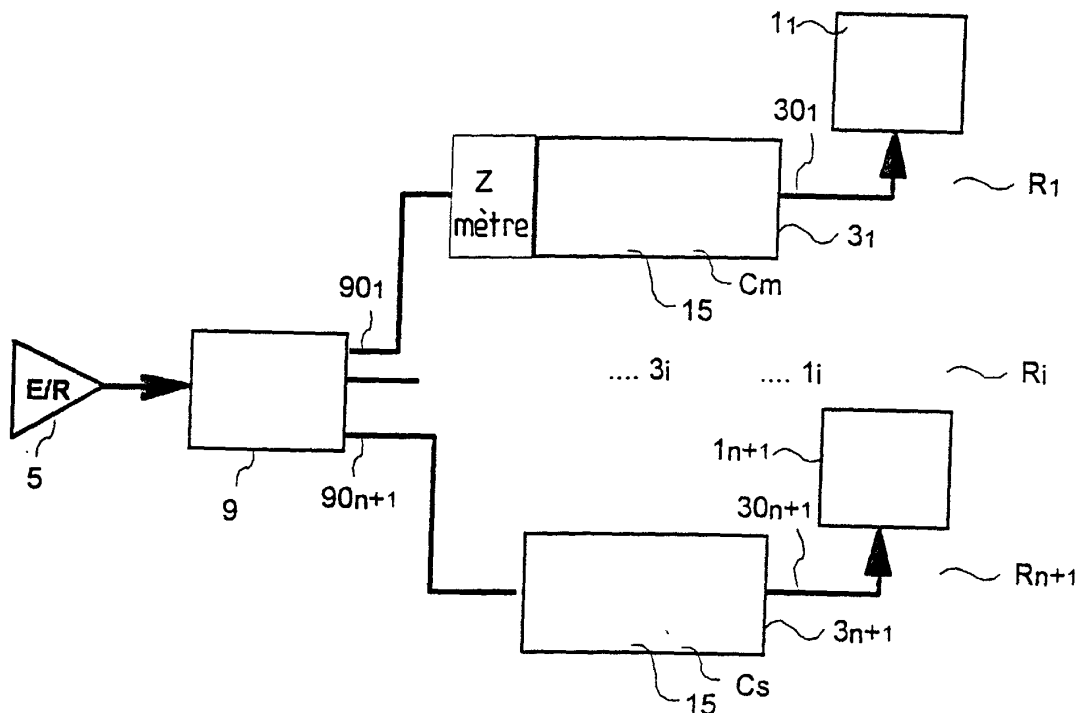 1₁
30₁
R₁
Z
mètre
3₁
Cm
15
90₁
E/R
5
9
.... 3i
.... 1i
Ri
1n+1
90n+1
30n+1
Rn+1
3n+1
Cs
15